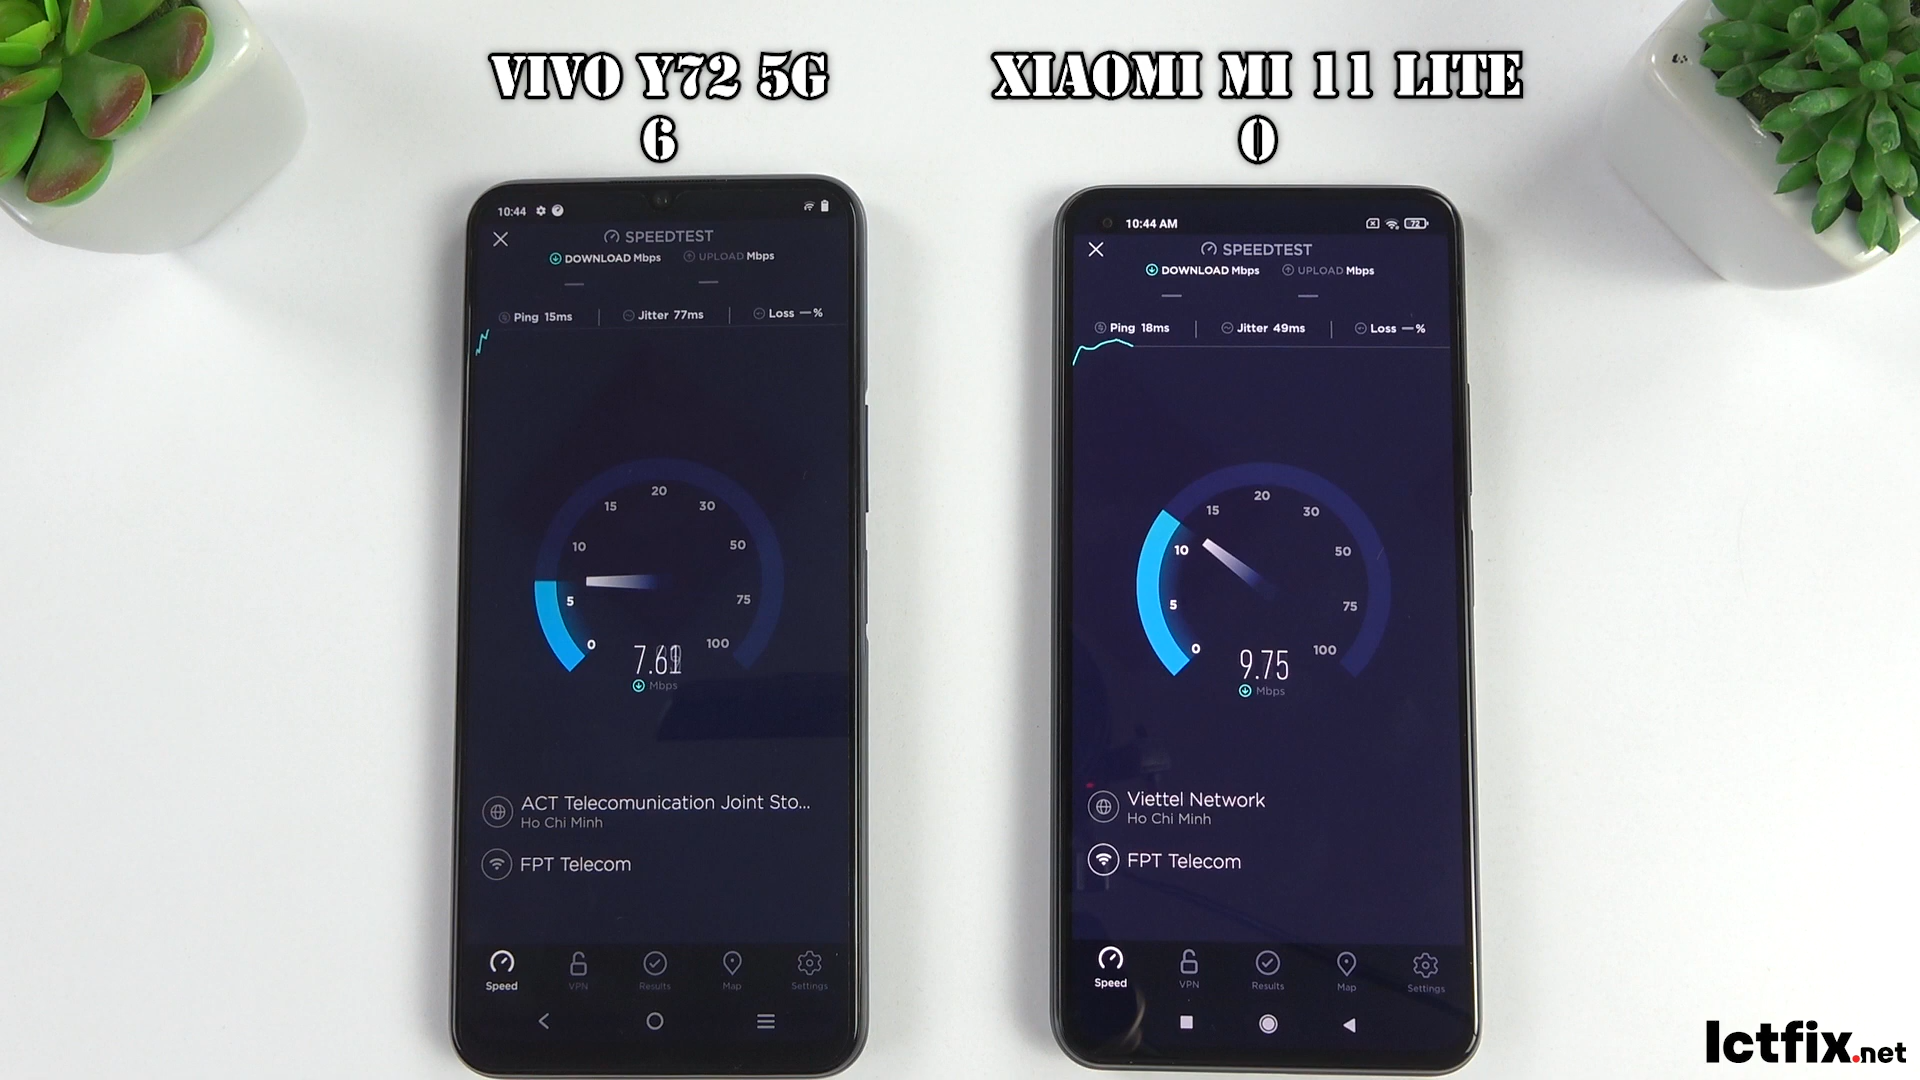 VIVO Y72 5G
6
XIAOMI MI 11 LITE
0
10:44
SPEEDTEST
DOWNLOAD Mbps
UPLOAD Mbps
Ping 15ms
Jitter 77ms
Loss — %
20
15
30
10
50
5
75
0
100
Mbps
ACT Telecomunication Joint Sto...
Ho Chi Minh
FPT Telecom
Speed
VPN
Results
Map
Settings
10:44 AM
72
SPEEDTEST
DOWNLOAD Mbps
UPLOAD Mbps
Ping 18ms
Jitter 49ms
Loss — %
20
15
30
10
50
5
75
0
100
9.75
Mbps
Viettel Network
Ho Chi Minh
FPT Telecom
Speed
VPN
Results
Map
Settings
Ictfix.net